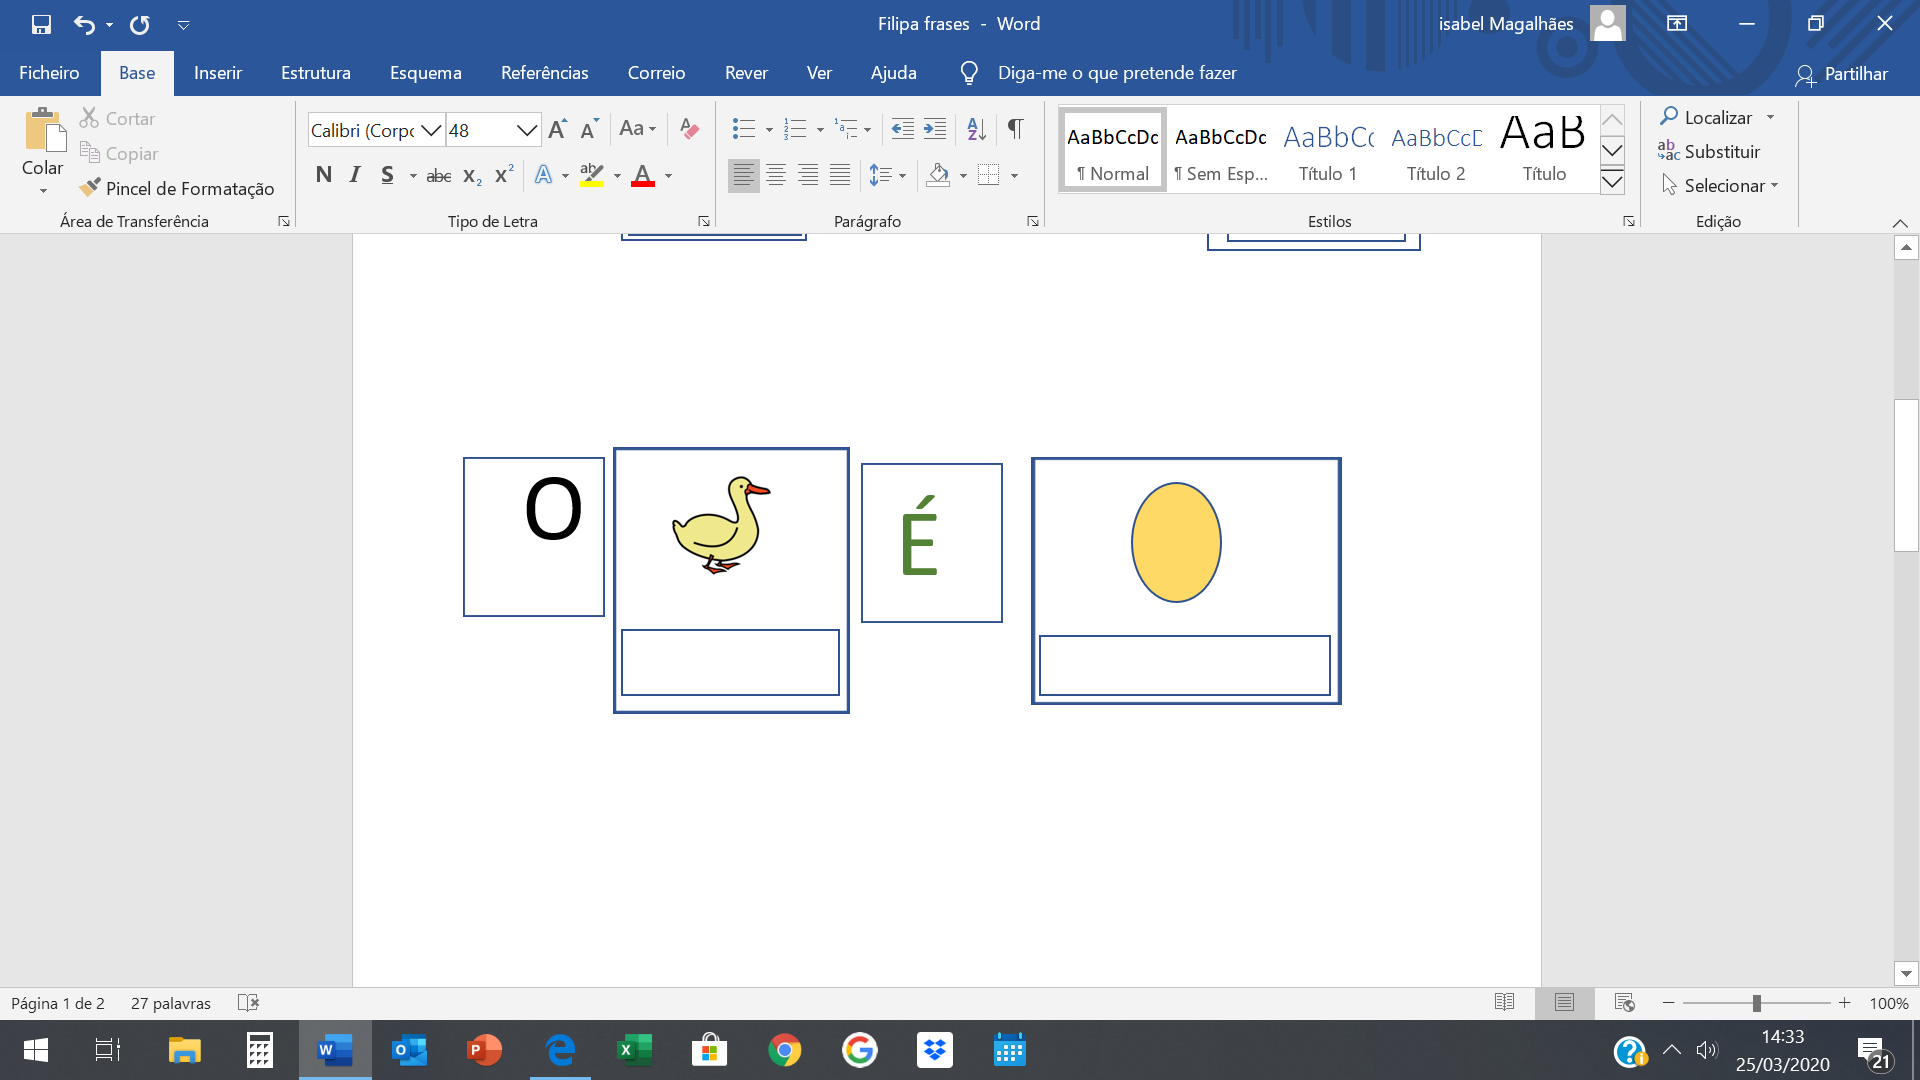 Filipa frases - Word
isabel Magalhães
Ficheiro Base Inserir Estrutura Esquema Referências Correio Rever Ver Ajuda Diga-me o que pretende fazer Partilhar
Colar
Cortar
Copiar
Pincel de Formatação
Área de Transferência
Calibri (Corpo 48
Aa
N I S abc X₂ X²
Tipo de Letra
Parágrafo
AaBbCcDc AaBbCcDc AaBbCc AaBbCcD AaB
¶ Normal ¶ Sem Esp... Título 1 Título 2 Título
Estilos
Localizar
Substituir
Selecionar
Edição
O É
Página 1 de 2 27 palavras 100%
14:33
25/03/2020
21